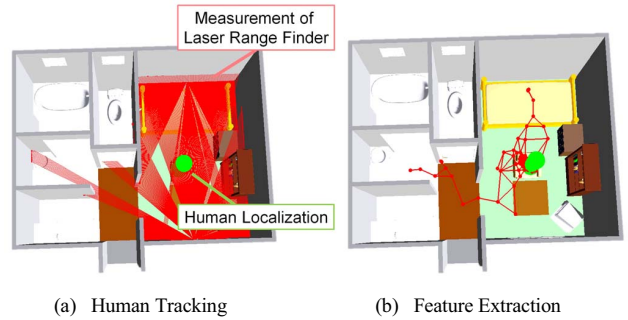 Measurement of
Laser Range Finder
Human Localization
(a) Human Tracking
(b) Feature Extraction